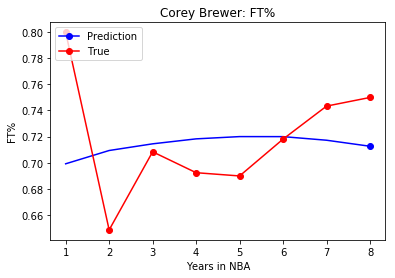 Corey Brewer: FT%
0.80
0.78
0.76
0.74
0.72
0.70
0.68
0.66
FT%
Prediction
True
1 2 3 4 5 6 7 8
Years in NBA